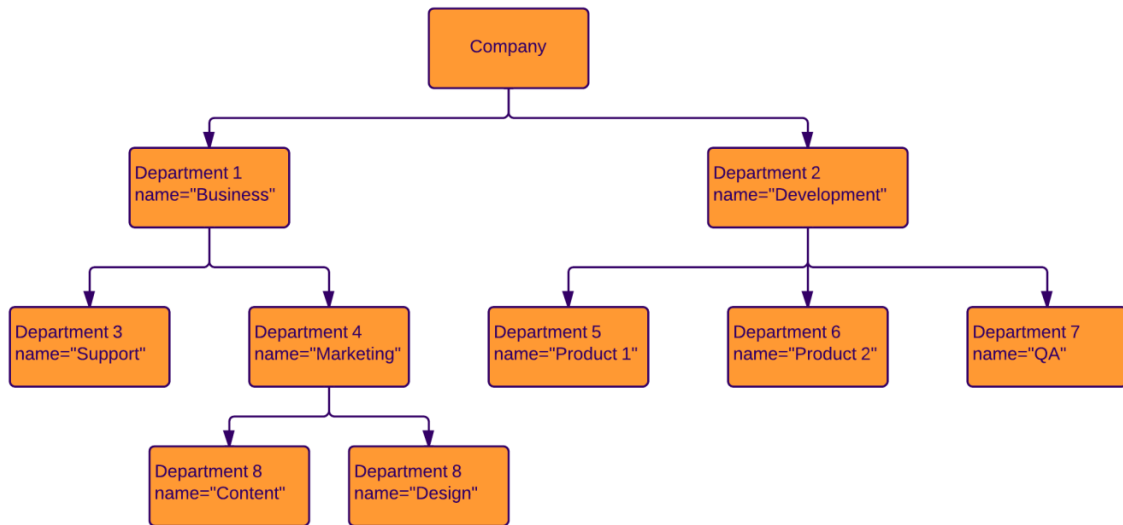 Company
Department 1
name="Business"
Department 2
name="Development"
Department 3
name="Support"
Department 4
name="Marketing"
Department 5
name="Product 1"
Department 6
name="Product 2"
Department 7
name="QA"
Department 8
name="Content"
Department 8
name="Design"